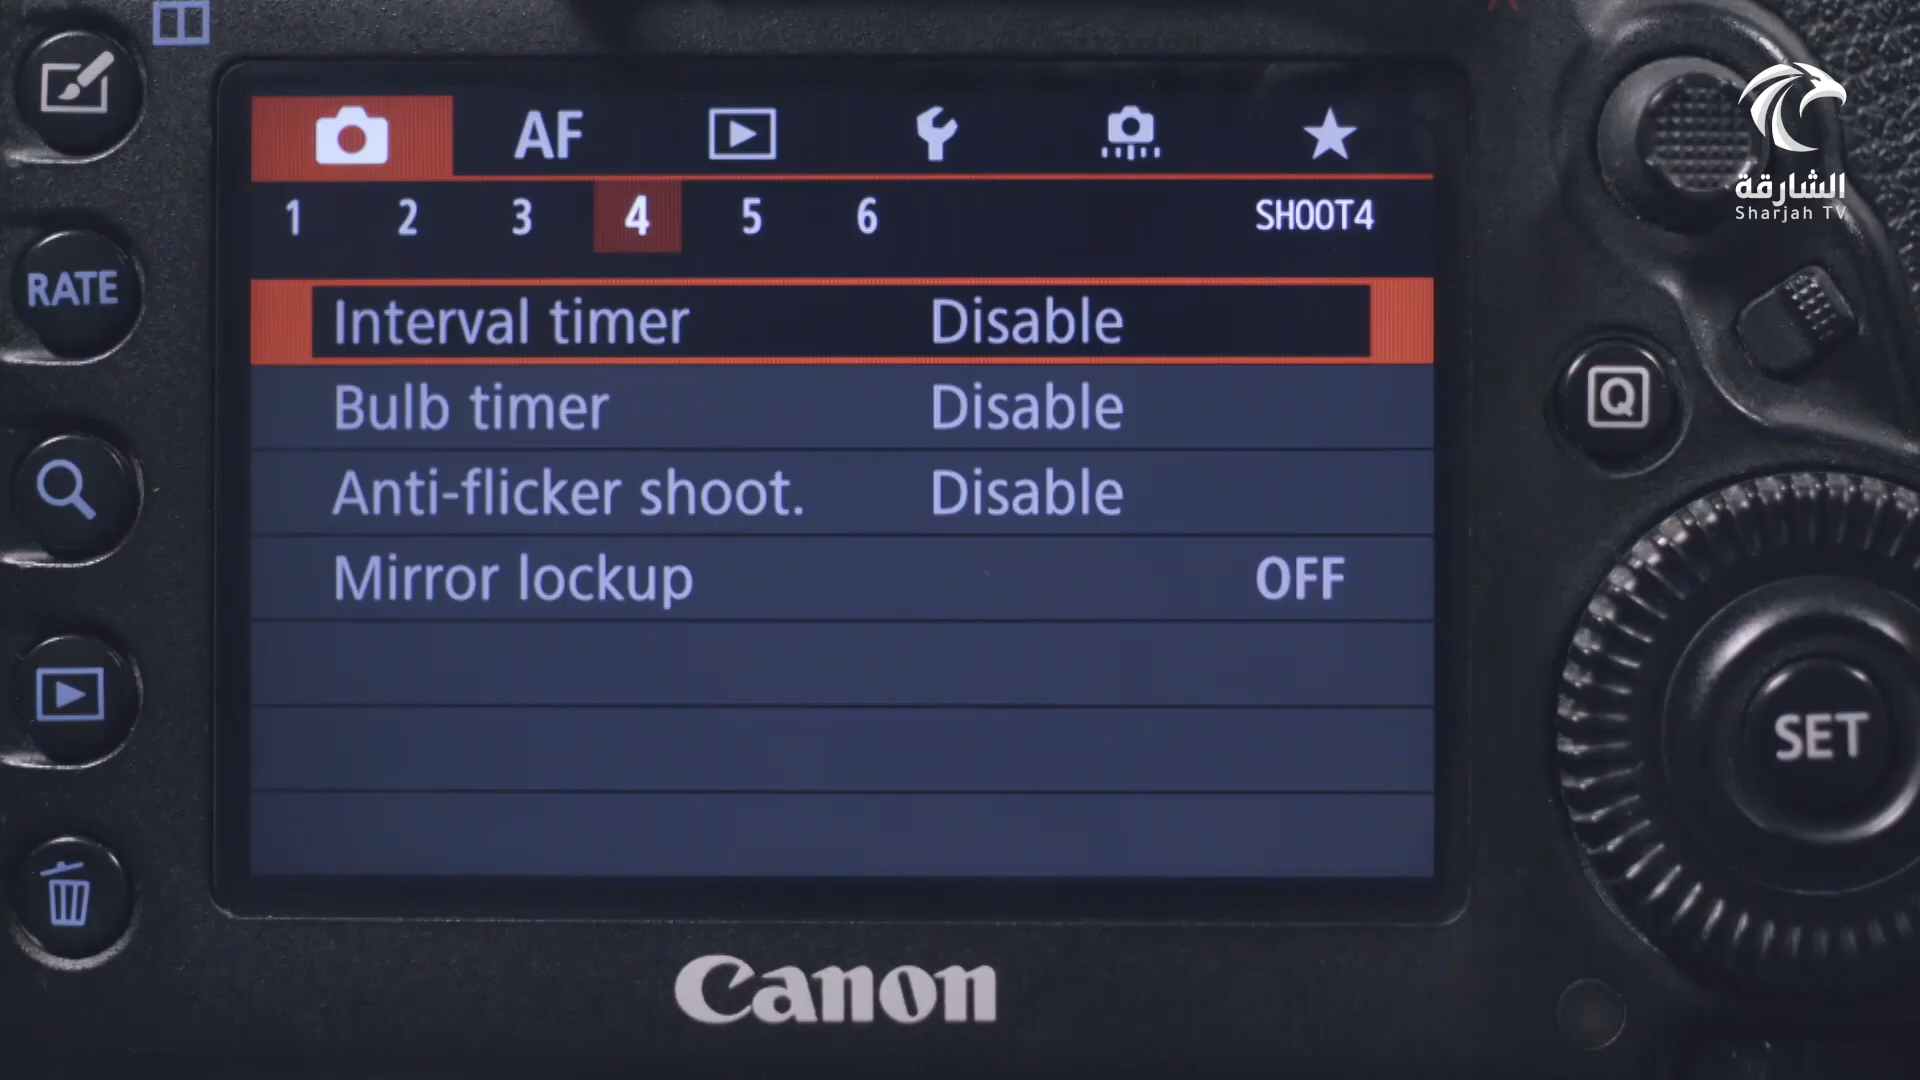 AF
1 2 3 4 5 6 SHOOT4
Interval timer Disable
Bulb timer Disable
Anti-flicker shoot. Disable
Mirror lockup OFF
RATE
Q
SET
Canon
الشارقة
Sharjah TV